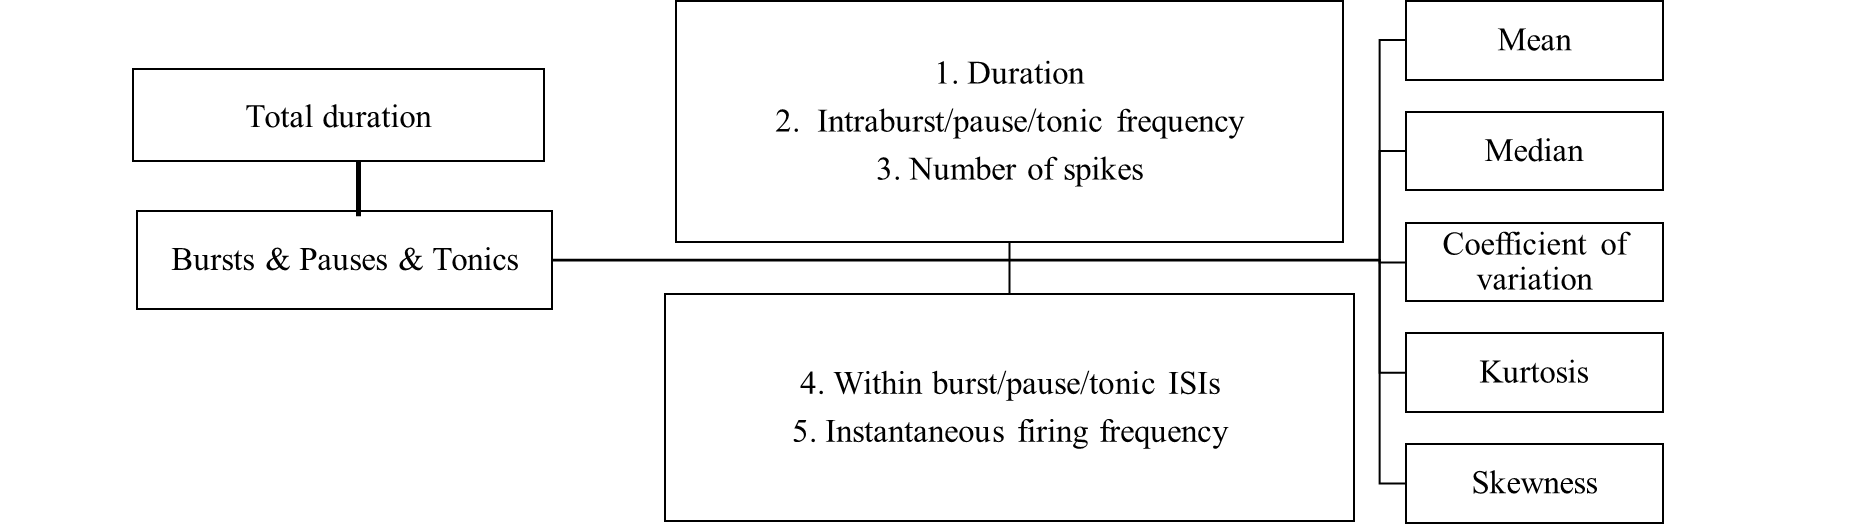 Total duration
Bursts & Pauses & Tonics
1. Duration
2. Intraburst/pause/tonic frequency
3. Number of spikes
4. Within burst/pause/tonic ISIs
5. Instantaneous firing frequency
Mean
Median
Coefficient of
variation
Kurtosis
Skewness